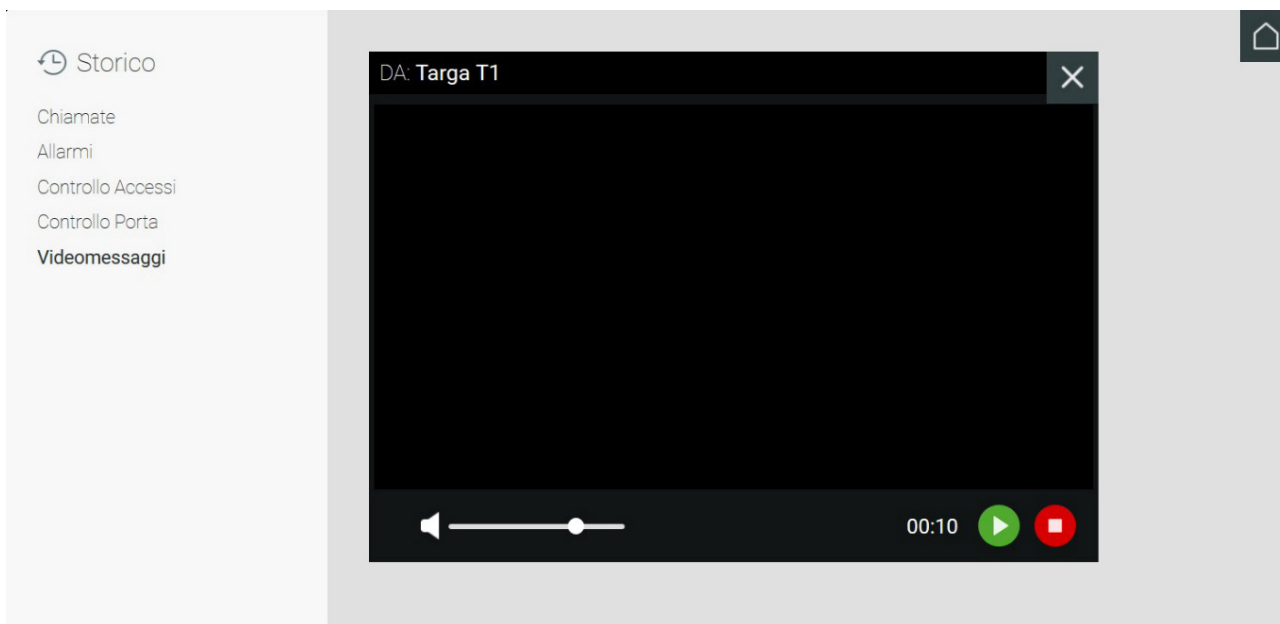 Storico
Chiamate
Allarmi
Controllo Accessi
Controllo Porta
Videomessaggi
DA: Targa T1
00:10